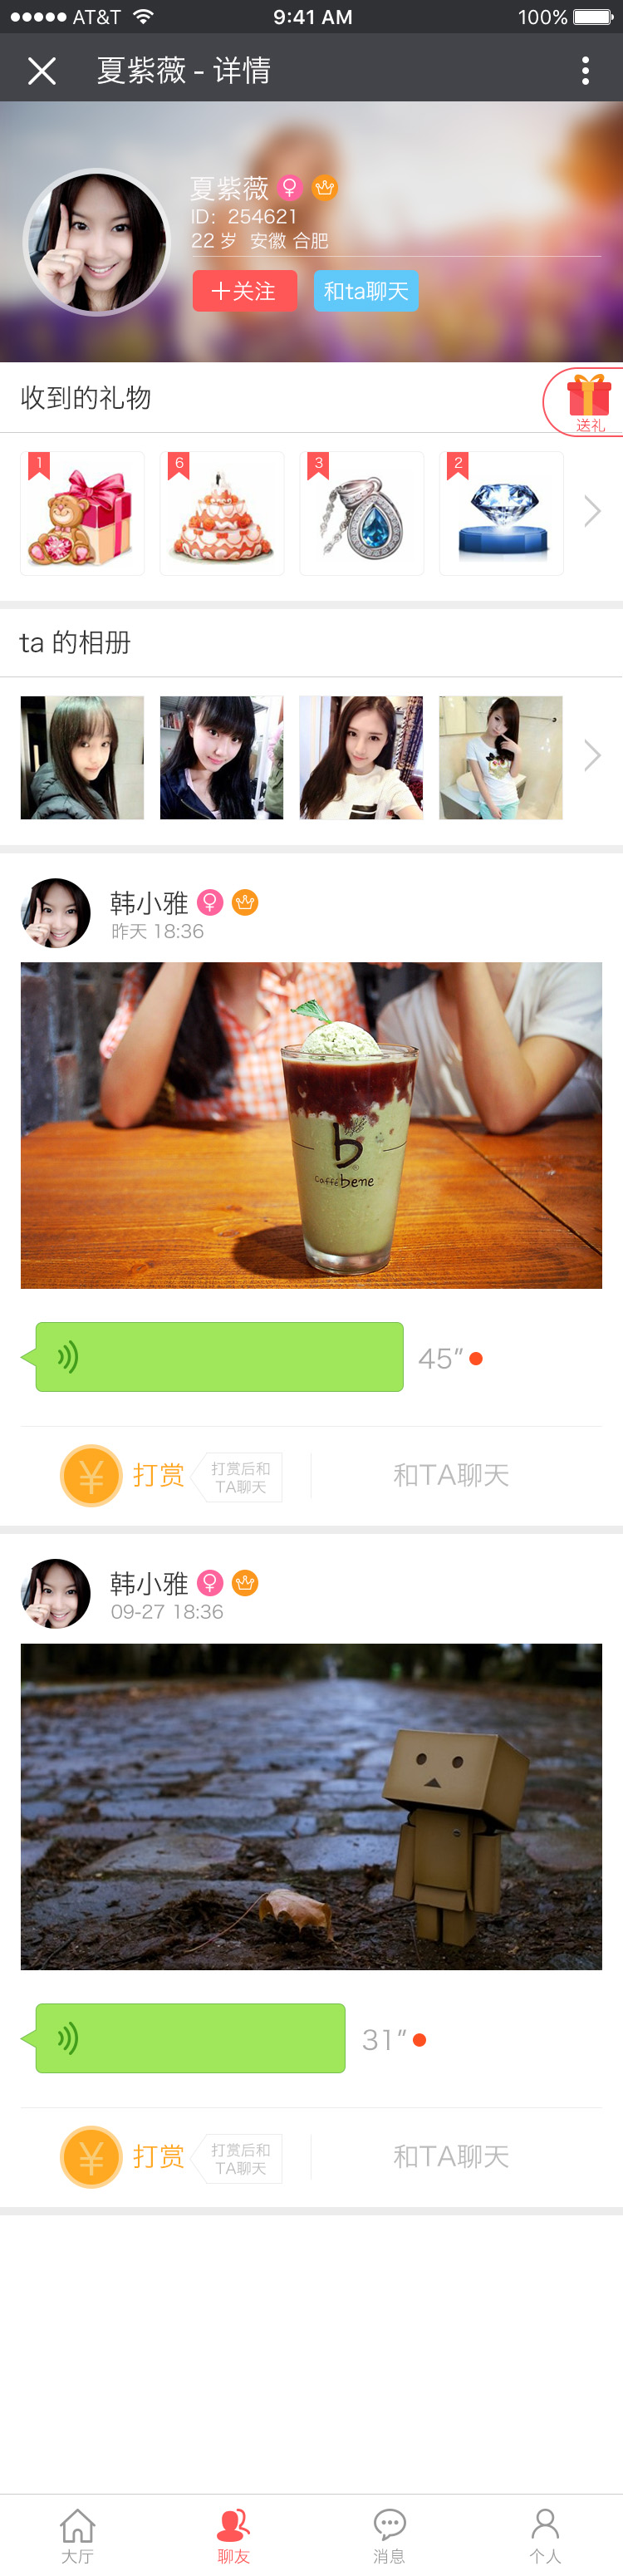 AT&T
9:41 AM
100%
夏紫薇 - 详情
夏紫薇
ID：254621
22 岁 安徽 合肥
十关注
和ta聊天
收到的礼物
送礼
1
6
3
2
ta 的相册
韩小雅
昨天 18:36
b
Caffé bene
45″
¥
打赏
打赏后和
TA聊天
和TA聊天
韩小雅
09-27 18:36
31″
¥
打赏
打赏后和
TA聊天
和TA聊天
大厅
聊友
消息
个人